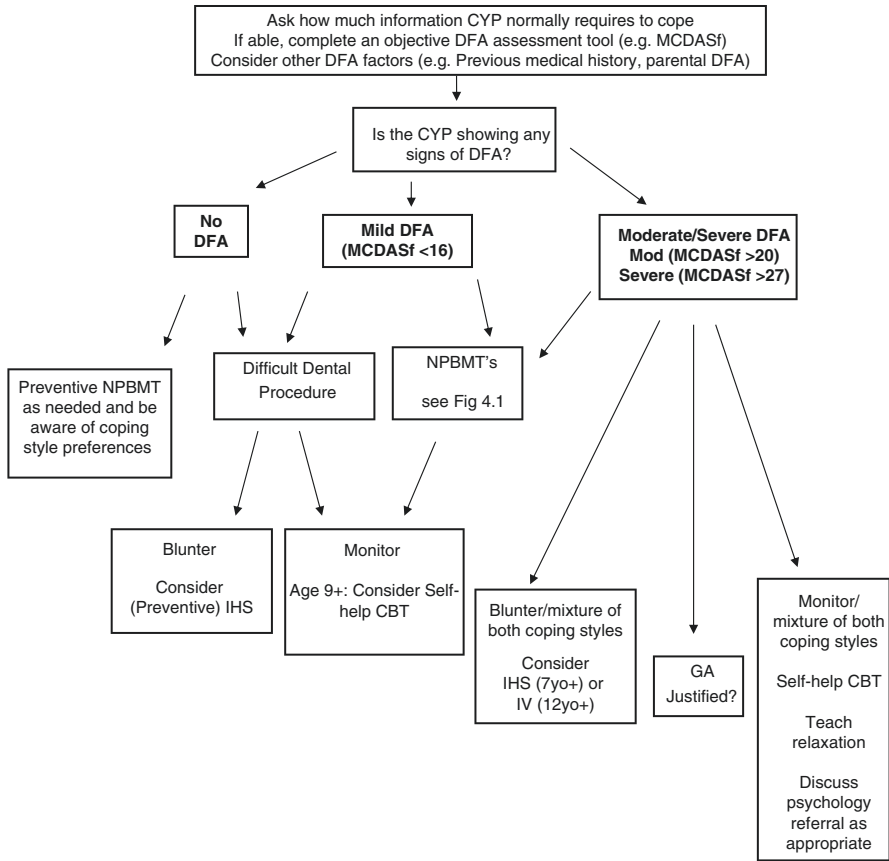 Ask how much information CYP normally requires to cope
If able, complete an objective DFA assessment tool (e.g. MCDASf)
Consider other DFA factors (e.g. Previous medical history, parental DFA)
Is the CYP showing any
signs of DFA?
No
DFA
Mild DFA
(MCDASf <16)
Moderate/Severe DFA
Mod (MCDASf >20)
Severe (MCDASf >27)
Preventive NPBMT
as needed and be
aware of coping
style preferences
Difficult Dental
Procedure
NPBMT's
see Fig 4.1
Blunter
Consider
(Preventive) IHS
Monitor
Age 9+: Consider Self-
help CBT
Blunter/mixture of
both coping styles
Consider
IHS (7yo+) or
IV (12yo+)
GA
Justified?
Monitor/
mixture of both
coping styles
Self-help CBT
Teach
relaxation
Discuss
psychology
referral as
appropriate